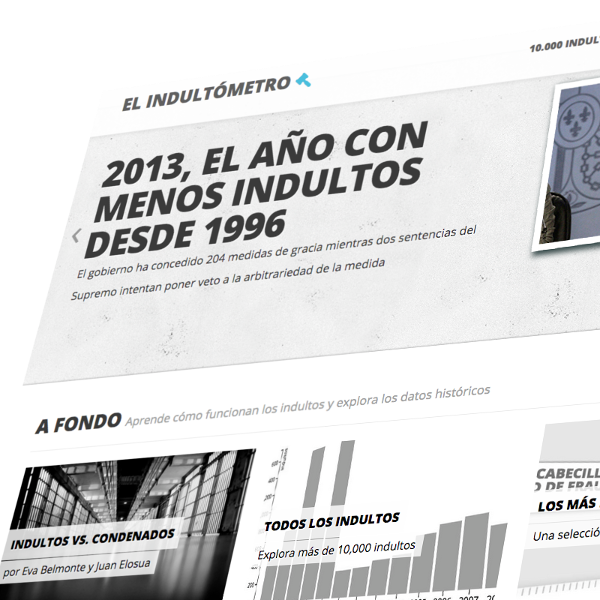 10.000 INDULT
EL INDULTÓMETRO
2013, EL AÑO CON
MENOS INDULTOS
DESDE 1996
El gobierno ha concedido 204 medidas de gracia mientras dos sentencias del
Supremo intentan poner veto a la arbitrariedad de la medida
A FONDO Aprende cómo funcionan los indultos y explora los datos históricos
INDULTOS VS. CONDENADOS
por Eva Belmonte y Juan Elosua
TODOS LOS INDULTOS
Explora más de 10,000 indultos
2006 2007
CABECILL
O DE FRAU
LOS MÁS
Una selecció